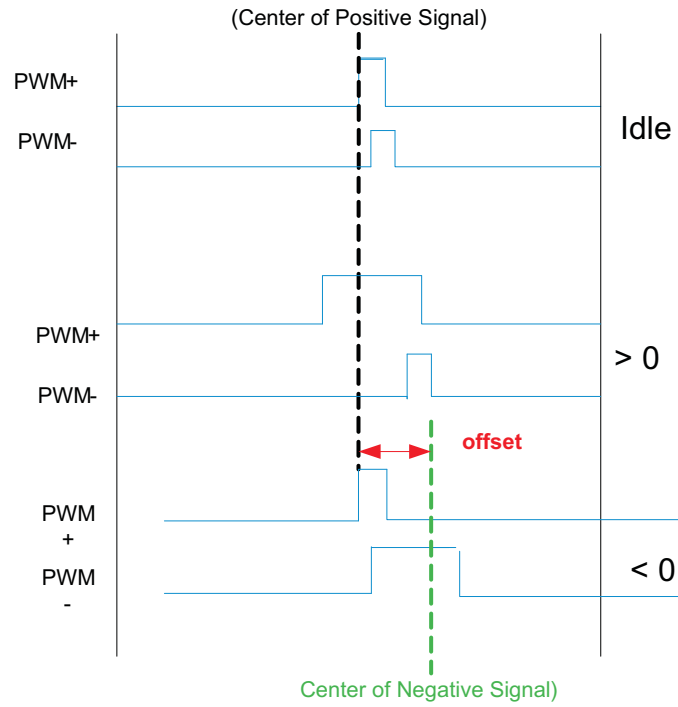 (Center of Positive Signal)
PWM+
Idle
PWM-
PWM+
> 0
PWM-
offset
PWM
+
< 0
PWM
-
Center of Negative Signal)